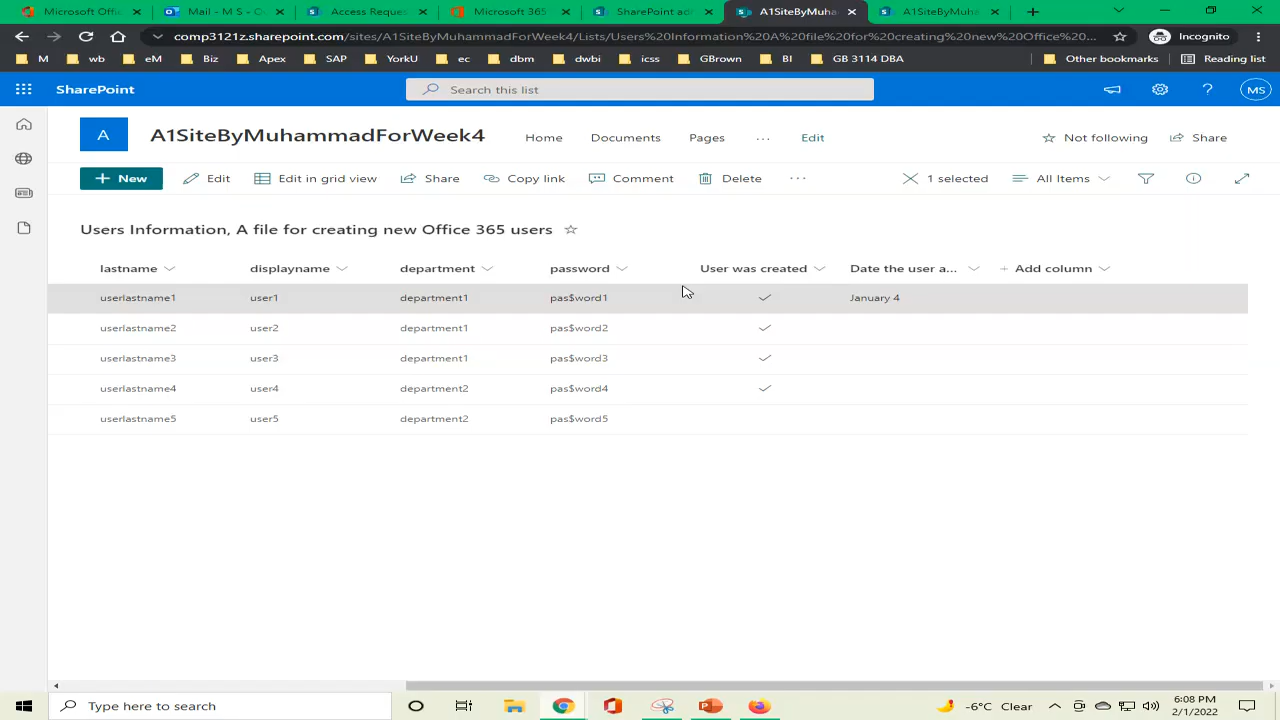 Microsoft Offic
Mail – M S – Ou
Access Reques
Microsoft 365
SharePoint adm
A1SiteByMuha
A1SiteByMuha
comp3121z.sharepoint.com/sites/A1SiteByMuhammadForWeek4/Lists/Users%20Information%20A%20file%20for%20creating%20new%20Office%20...
Incognito
M wb eM Biz Apex SAP YorkU ec dbm dwbi icss GBrown BI GB 3114 DBA Other bookmarks Reading list
SharePoint
Search this list
MS
A
A1SiteByMuhammadForWeek4
Home Documents Pages ... Edit
Not following Share
New Edit Edit in grid view Share Copy link Comment Delete ... 1 selected All Items
Users Information, A file for creating new Office 365 users
lastname displayname department password User was created Date the user a... Add column
userlastname1 user1 department1 pas$word1 January 4
userlastname2 user2 department1 pas$word2
userlastname3 user3 department1 pas$word3
userlastname4 user4 department2 pas$word4
userlastname5 user5 department2 pas$word5
Type here to search
-6°C Clear
6:08 PM
2/1/2022